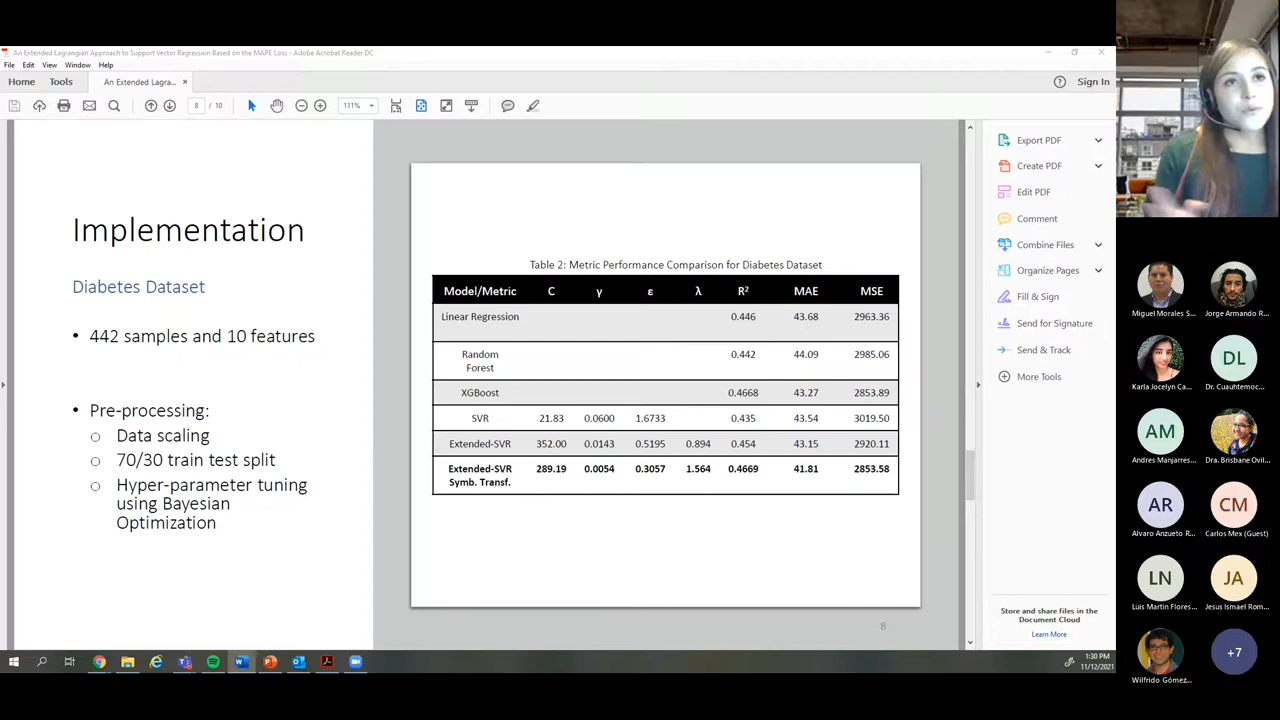 An Extended Lagrangian Approach to Support Vector Regression Based on the MAPE Loss - Adobe Acrobat Reader DC
File Edit View Window Help
Home Tools An Extended Lagra... × Sign In
8 / 10 111%
Implementation
Diabetes Dataset
• 442 samples and 10 features
• Pre-processing:
○ Data scaling
○ 70/30 train test split
○ Hyper-parameter tuning
using Bayesian
Optimization
Table 2: Metric Performance Comparison for Diabetes Dataset
Model/Metric C γ ε λ R² MAE MSE
Linear Regression 0.446 43.68 2963.36
Random
Forest 0.442 44.09 2985.06
XGBoost 0.4668 43.27 2853.89
SVR 21.83 0.0600 1.6733 0.435 43.54 3019.50
Extended-SVR 352.00 0.0143 0.5195 0.894 0.454 43.15 2920.11
Extended-SVR 289.19 0.0054 0.3057 1.564 0.4669 41.81 2853.58
Symb. Transf.
8
Export PDF
Create PDF
Edit PDF
Comment
Combine Files
Organize Pages
Fill & Sign
Send for Signature
Send & Track
More Tools
Store and share files in the
Document Cloud
Learn More
1:30 PM
11/12/2021
Miguel Morales S... Jorge Armando R...
DL
Karla Jocelyn Ca... Dr. Cuauhtemoc...
AM
Andres Manjarres... Dra. Brisbane Ovil...
AR CM
Alvaro Anzueto R... Carlos Mex (Guest)
LN JA
Luis Martin Flores... Jesus Ismael Rom...
+7
Wilfrido Gómez...